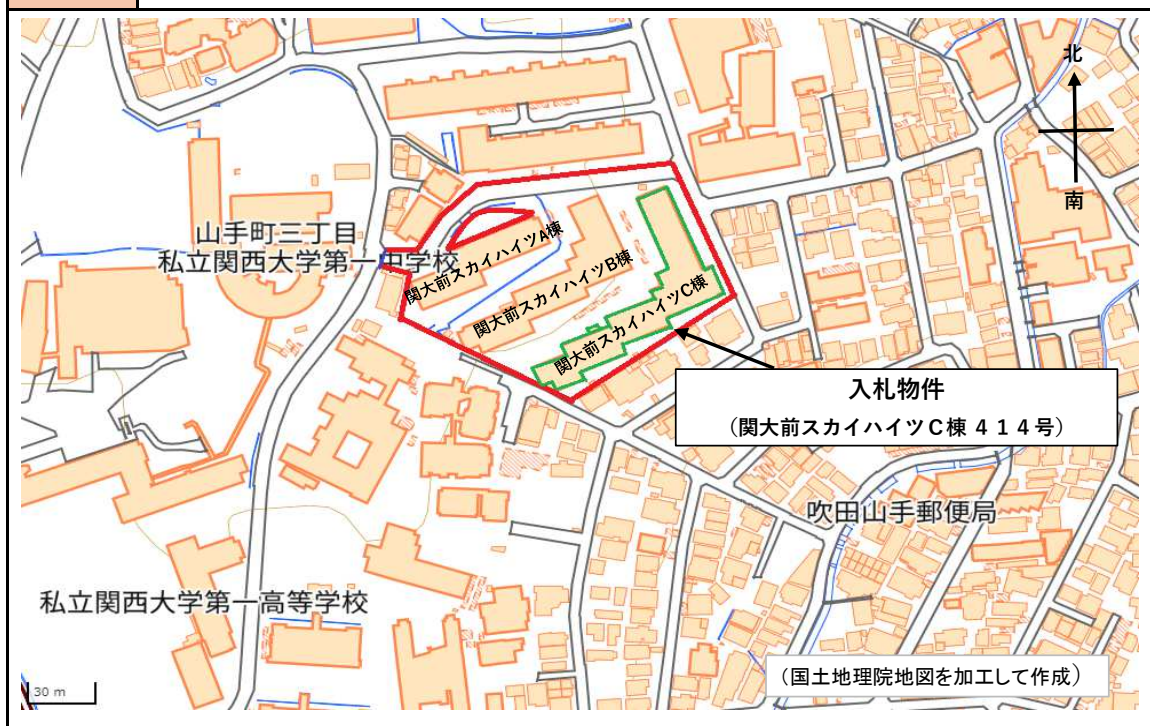 北
南
山手町三丁目
私立関西大学第一中学校
関大前スカイハイツA棟
関大前スカイハイツB棟
関大前スカイハイツC棟
入札物件
(関大前スカイハイツC棟 414号)
吹田山手郵便局
私立関西大学第一高等学校
30 m
(国土地理院地図を加工して作成)